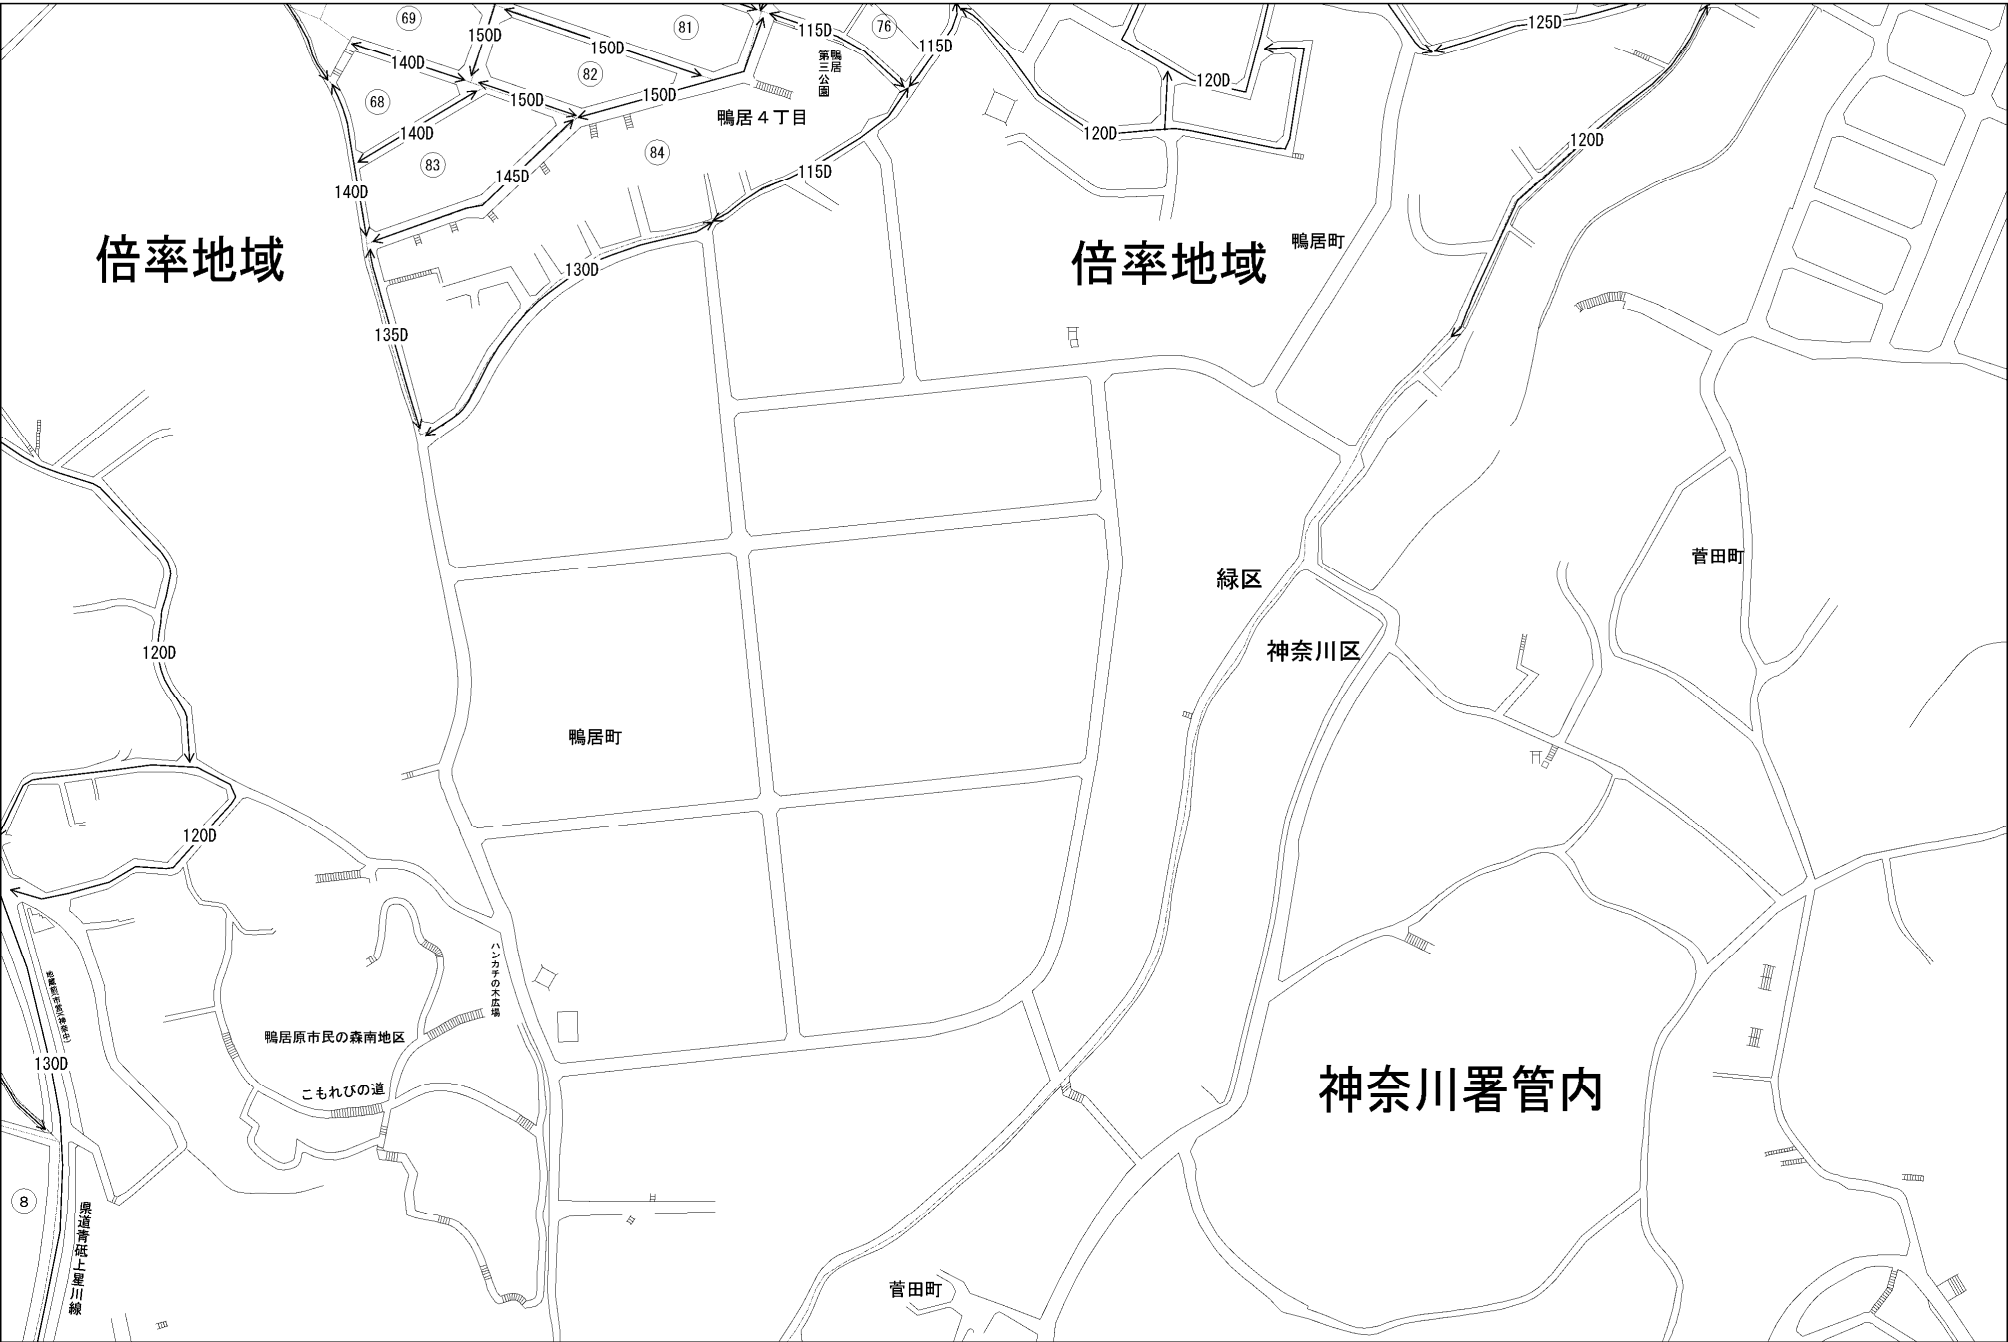 69
81
76
115D
125D
150D
150D
115D
140D
82
鴨居
第三公園
120D
68
150D
150D
鴨居4丁目
140D
120D
120D
83
84
145D
115D
140D
倍率地域
倍率地域
鴨居町
130D
135D
菅田町
緑区
120D
神奈川区
鴨居町
120D
ハンカチの木広場
鴨居原市民の森南地区
130D
こもれびの道
神奈川署管内
8
県道青砥上星川線
菅田町